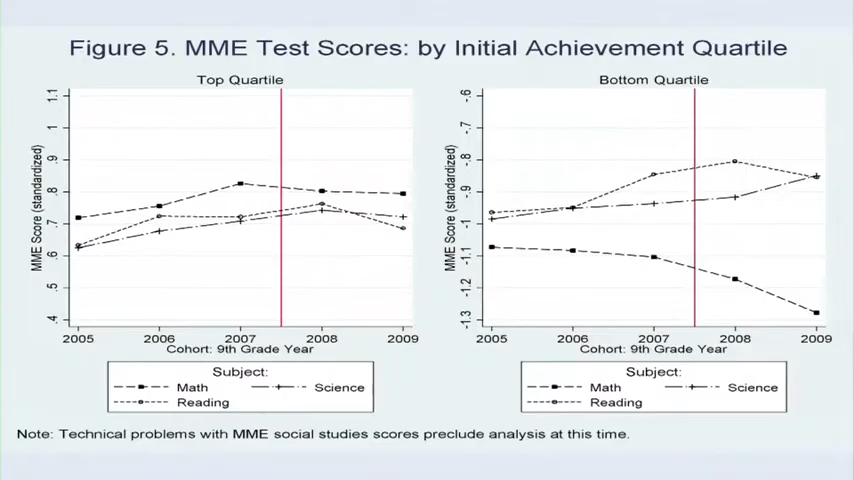 Figure 5. MME Test Scores: by Initial Achievement Quartile
Top Quartile
MME Score (standardized)
1.1
1
.9
.8
.7
.6
.5
.4
2005 2006 2007 2008 2009
Cohort: 9th Grade Year
Subject:
Math Science
Reading
Bottom Quartile
MME Score (standardized)
-.6
-.7
-.8
-.9
-1
-1.1
-1.2
-1.3
2005 2006 2007 2008 2009
Cohort: 9th Grade Year
Subject:
Math Science
Reading
Note: Technical problems with MME social studies scores preclude analysis at this time.